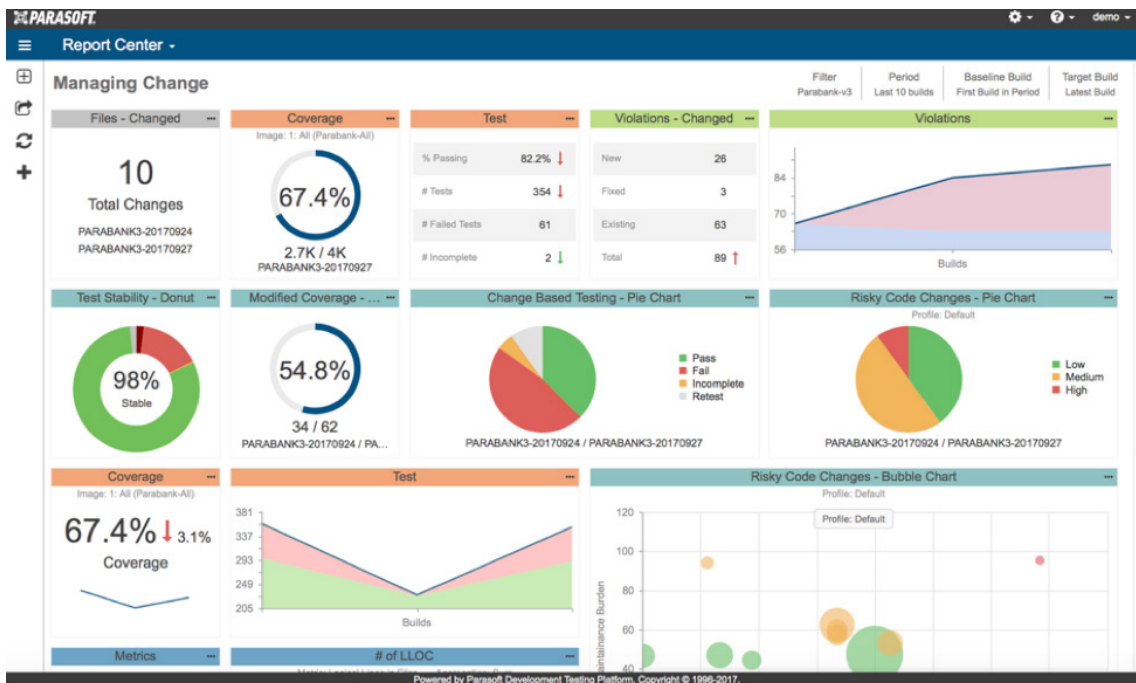 PARASOFT.
demo
Report Center
Managing Change
Filter
Parabank-v3
Period
Last 10 builds
Baseline Build
First Build in Period
Target Build
Latest Build
Files - Changed
10
Total Changes
PARABANK3-20170924
PARABANK3-20170927
Coverage
Image: 1: All (Parabank-All)
67.4%
2.7K / 4K
PARABANK3-20170927
Test
% Passing 82.2%
# Tests 354
# Failed Tests 61
# Incomplete 2
Violations - Changed
New 26
Fixed 3
Existing 63
Total 89
Violations
84
70
56
Builds
Test Stability - Donut
98%
Stable
Modified Coverage - ...
54.8%
34 / 62
PARABANK3-20170924 / PA...
Change Based Testing - Pie Chart
Pass
Fail
Incomplete
Retest
PARABANK3-20170924 / PARABANK3-20170927
Risky Code Changes - Pie Chart
Profile: Default
Low
Medium
High
PARABANK3-20170924 / PARABANK3-20170927
Coverage
Image: 1: All (Parabank-All)
67.4% 3.1%
Coverage
Test
381
337
293
249
205
Builds
Risky Code Changes - Bubble Chart
Profile: Default
Profile: Default
120
100
80
60
40
Maintainance Burden
Metrics
# of LLOC
Powered by Parasoft Development Testing Platform. Copyright © 1996-2017.